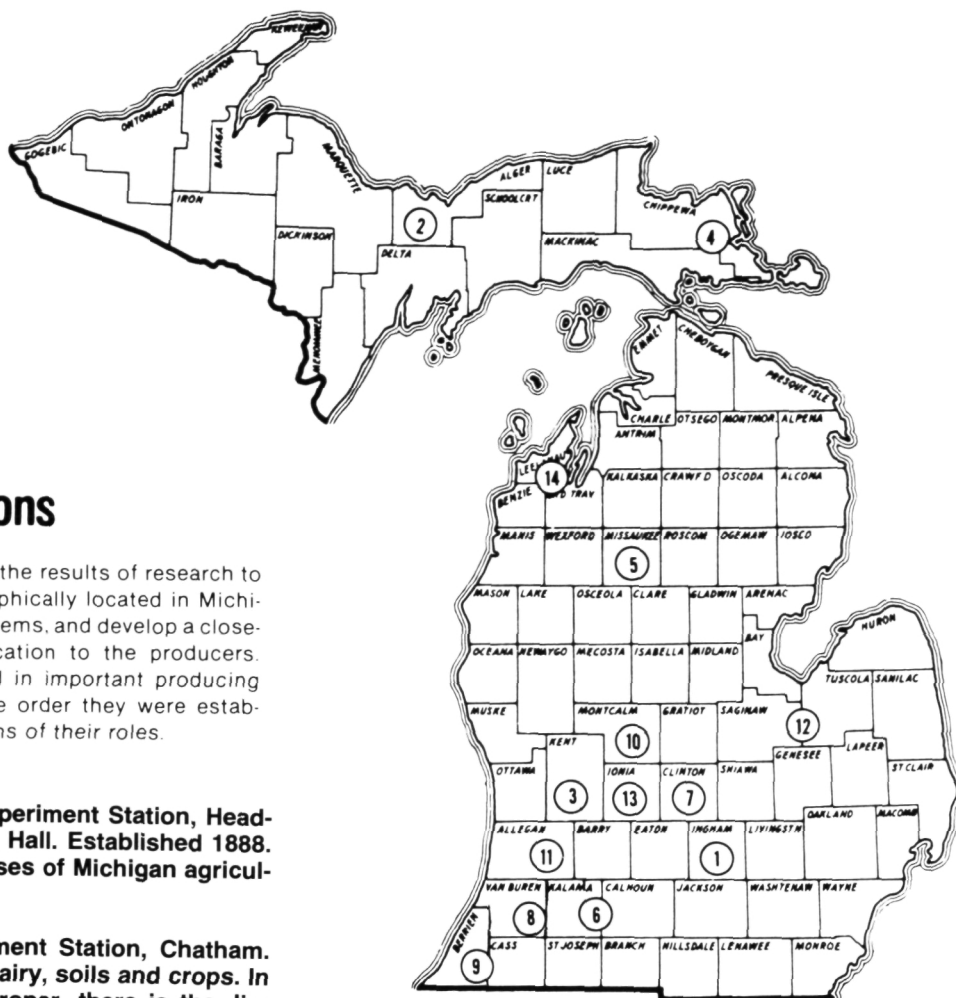 KEWEENAW
HOUGHTON
ONTONAGON
GOGEBIC
BARAGA
MARQUETTE
IRON
ALGER
LUCE
SCHOOLCRT
CHIPPEWA
2
4
MACKINAC
DICKINSON
DELTA
MENOMINEE
EMMET
CHEBOYGAN
PRESQUE ISLE
CHARLE
OTSEGO
MONTMOR
ALPENA
ANTRIM
LEELANAU
14
BENZIE
D TRAV
KALKASKA
CRAWF D
OSCODA
ALCONA
MANIS
WEXFORD
MISSAUKEE
ROSCOM
OGEMAW
IOSCO
5
MASON
LAKE
OSCEOLA
CLARE
GLADWIN
ARENAC
HURON
BAY
OCEANA
NEWAYGO
MECOSTA
ISABELLA
MIDLAND
TUSCOLA
SANILAC
MUSKE
MONTCALM
GRATIOT
SAGINAW
12
10
KENT
GENESEE
LAPEER
OTTAWA
IONIA
CLINTON
SHIAWA
ST CLAIR
3
13
7
OAKLAND
MACOMB
ALLEGAN
BARRY
EATON
INGHAM
LIVINGSTN
11
1
VAN BUREN
KALAMA
CALHOUN
JACKSON
WASHTENAW
WAYNE
8
6
BERRIEN
CASS
ST JOSEPH
BRANCH
HILLSDALE
LENAWEE
MONROE
9
ons
the results of research to
phically located in Michi-
ems, and develop a close-
cation to the producers.
d in important producing
e order they were estab-
ns of their roles.
periment Station, Head-
Hall. Established 1888.
ses of Michigan agricul-
ment Station, Chatham.
airy, soils and crops. In